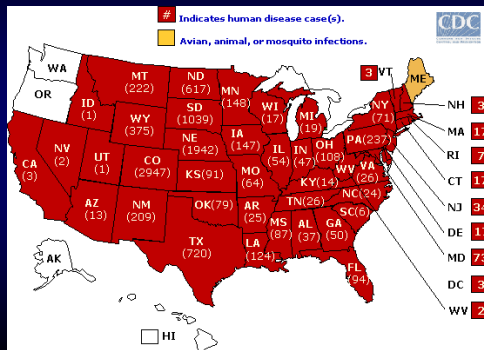 # Indicates human disease case(s).
Avian, animal, or mosquito infections.
CDC
WA
OR
MT
(222)
ND
(617)
MN
(148)
ID
(1)
WY
(375)
SD
(1039)
WI
(17)
MI
(19)
3 VT
ME
NY
(71)
NH 3
MA
RI 7
CT
NJ
DE
MD 73
DC 3
WV 2
CA
(3)
NV
(2)
UT
(1)
CO
(2947)
NE
(1942)
KS(91)
IA
(147)
MO
(64)
IL
(54)
IN
(47)
OH
(108)
PA(237)
WV
VA
(26)
KY(14)
NC(24)
TN(26)
SC(6)
AZ
(13)
NM
(209)
OK(79)
AR
(25)
TX
(720)
LA
(124)
MS
(87)
AL
(37)
GA
(50)
FL
(94)
AK
HI